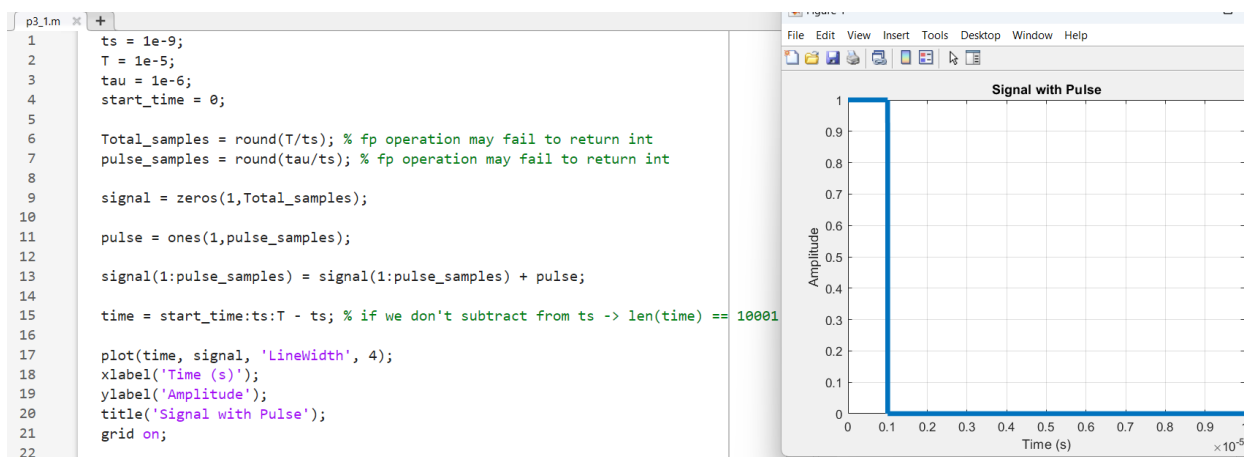 p3_1.m × +
1 ts = 1e-9;
2 T = 1e-5;
3 tau = 1e-6;
4 start_time = 0;
5
6 Total_samples = round(T/ts); % fp operation may fail to return int
7 pulse_samples = round(tau/ts); % fp operation may fail to return int
8
9 signal = zeros(1,Total_samples);
10
11 pulse = ones(1,pulse_samples);
12
13 signal(1:pulse_samples) = signal(1:pulse_samples) + pulse;
14
15 time = start_time:ts:T - ts; % if we don't subtract from ts -> len(time) == 10001
16
17 plot(time, signal, 'LineWidth', 4);
18 xlabel('Time (s)');
19 ylabel('Amplitude');
20 title('Signal with Pulse');
21 grid on;
22
File Edit View Insert Tools Desktop Window Help
Signal with Pulse
1
0.9
0.8
0.7
0.6
0.5
0.4
0.3
0.2
0.1
0
Amplitude
0 0.1 0.2 0.3 0.4 0.5 0.6 0.7 0.8 0.9
Time (s)
×10-5